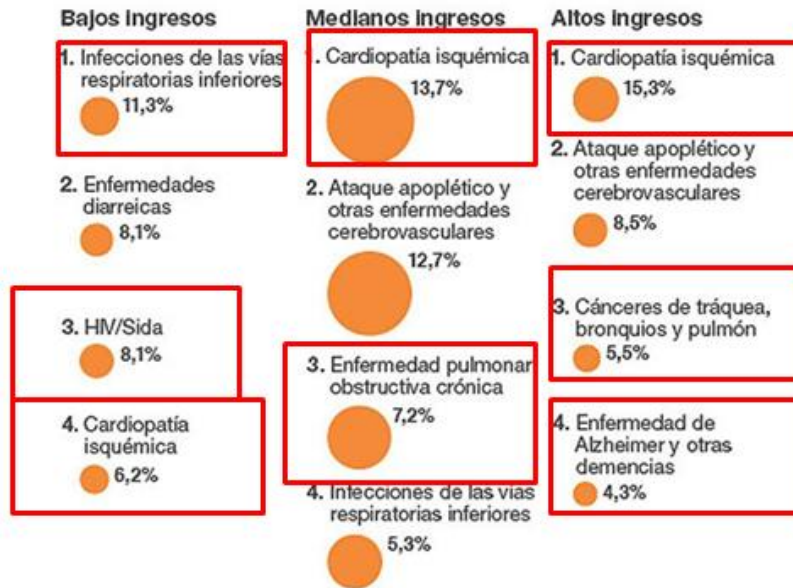 Bajos ingresos
1. Infecciones de las vías
respiratorias inferiores
11,3%
2. Enfermedades
diarreicas
8,1%
3. HIV/Sida
8,1%
4. Cardiopatía
isquémica
6,2%
Medianos ingresos
1. Cardiopatía isquémica
13,7%
2. Ataque apoplético y
otras enfermedades
cerebrovasculares
12,7%
3. Enfermedad pulmonar
obstructiva crónica
7,2%
4. Infecciones de las vías
respiratorias inferiores
5,3%
Altos ingresos
1. Cardiopatía isquémica
15,3%
2. Ataque apoplético y
otras enfermedades
cerebrovasculares
8,5%
3. Cánceres de tráquea,
bronquios y pulmón
5,5%
4. Enfermedad de
Alzheimer y otras
demencias
4,3%